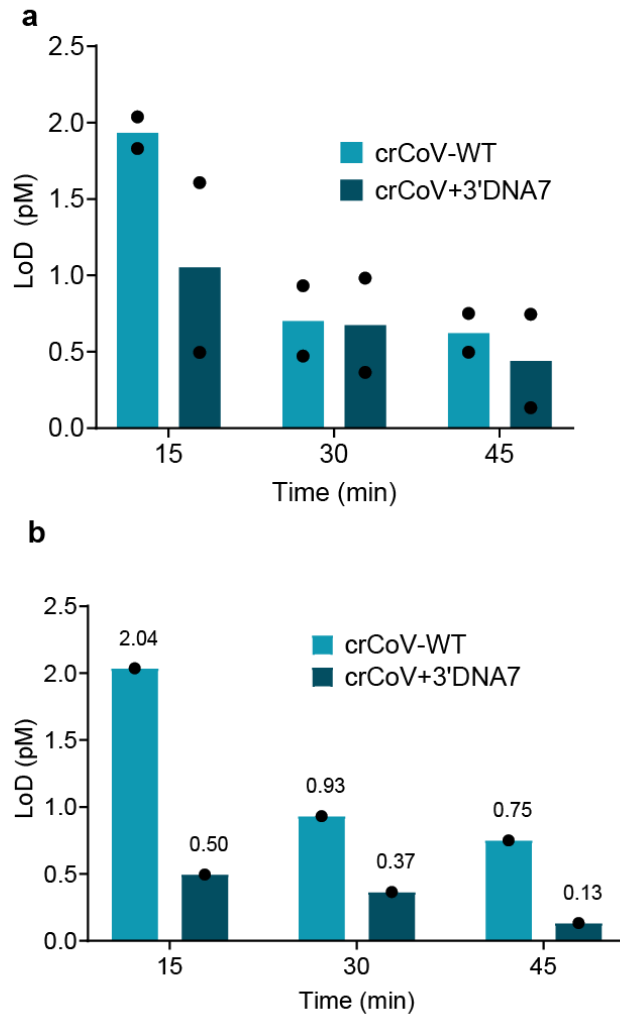 a
2.5
2.0
1.5
1.0
0.5
0.0
LoD (pM)
crCoV-WT
crCoV+3'DNA7
15 30 45
Time (min)
b
2.5
2.0
1.5
1.0
0.5
0.0
LoD (pM)
crCoV-WT
crCoV+3'DNA7
2.04
0.50
0.93
0.37
0.75
0.13
15 30 45
Time (min)